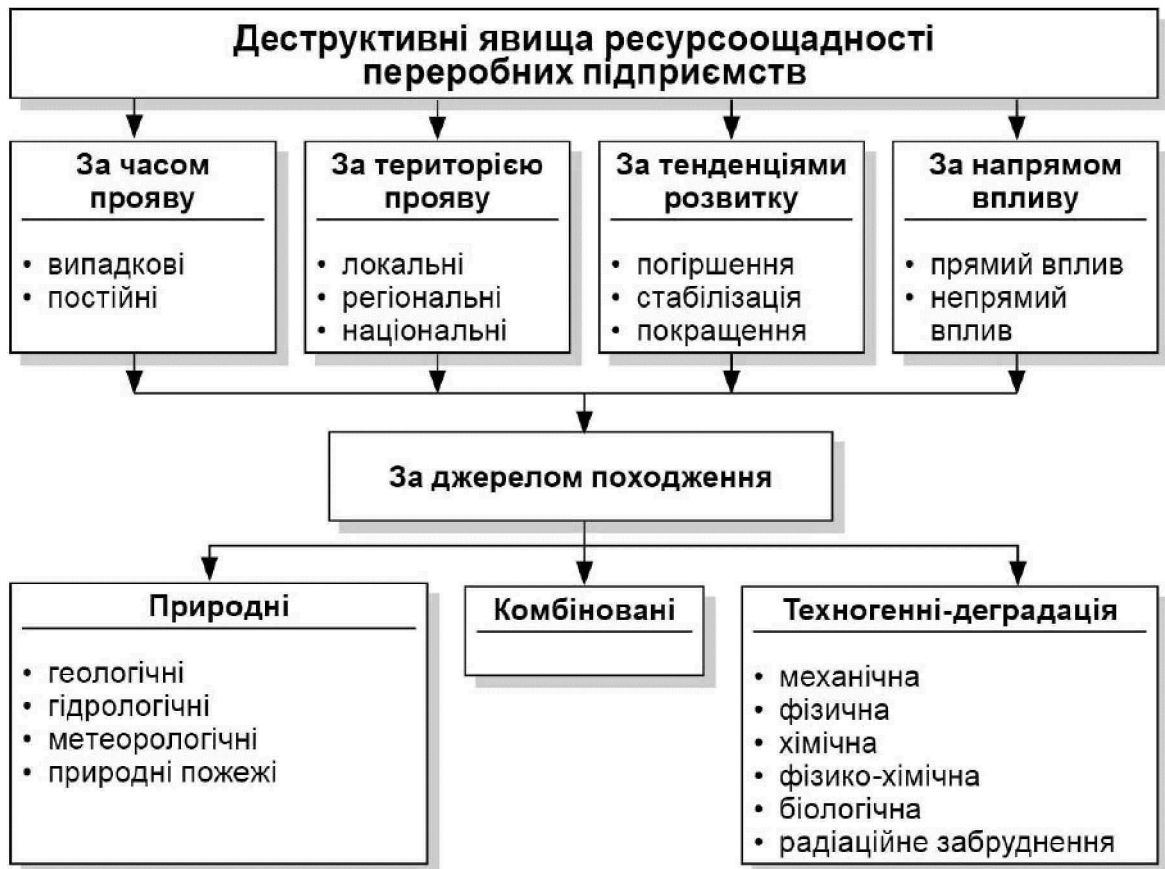 Деструктивні явища ресурсоощадності
переробних підприємств
За часом
прояву
• випадкові
• постійні
За територією
прояву
• локальні
• регіональні
• національні
За тенденціями
розвитку
• погіршення
• стабілізація
• покращення
За напрямом
впливу
• прямий вплив
• непрямий
вплив
За джерелом походження
Природні
• геологічні
• гідрологічні
• метеорологічні
• природні пожежі
Комбіновані
Техногенні-деградація
• механічна
• фізична
• хімічна
• фізико-хімічна
• біологічна
• радіаційне забруднення